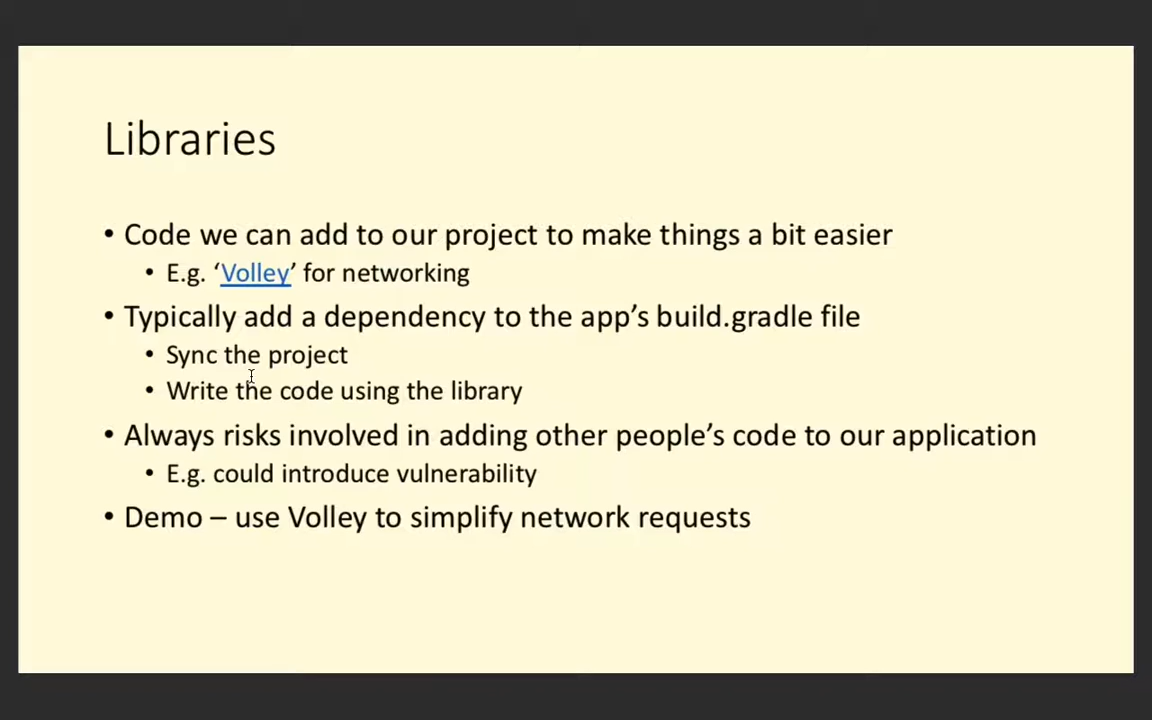 Libraries
• Code we can add to our project to make things a bit easier
• E.g. ‘Volley’ for networking
• Typically add a dependency to the app’s build.gradle file
• Sync the project
• Write the code using the library
• Always risks involved in adding other people’s code to our application
• E.g. could introduce vulnerability
• Demo – use Volley to simplify network requests